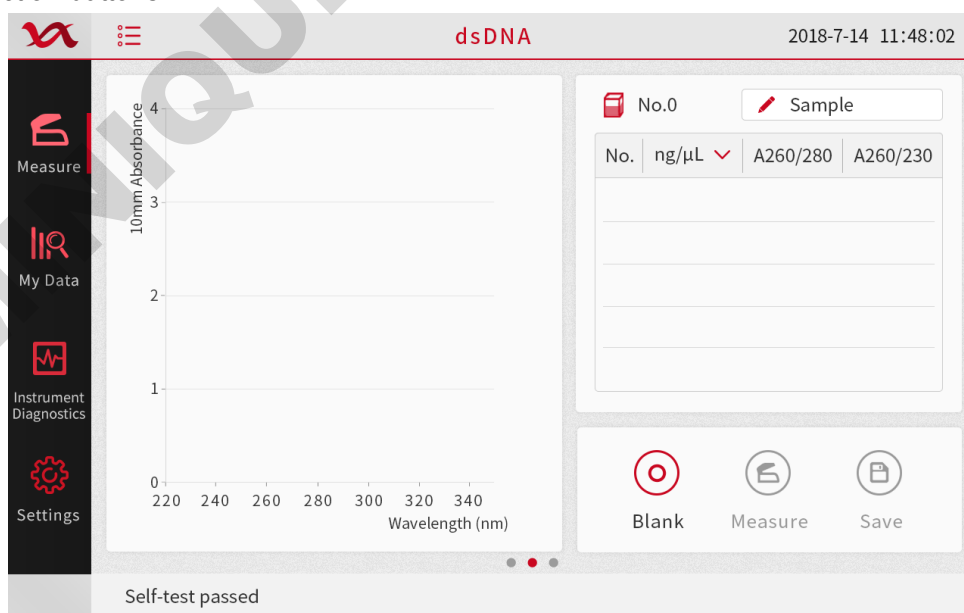 dsDNA
2018-7-14 11:48:02
Measure
My Data
Instrument
Diagnostics
Settings
10mm Absorbance
4
3
2
1
0
220 240 260 280 300 320 340
Wavelength (nm)
No.0
Sample
No. ng/μL A260/280 A260/230
Blank Measure Save
Self-test passed